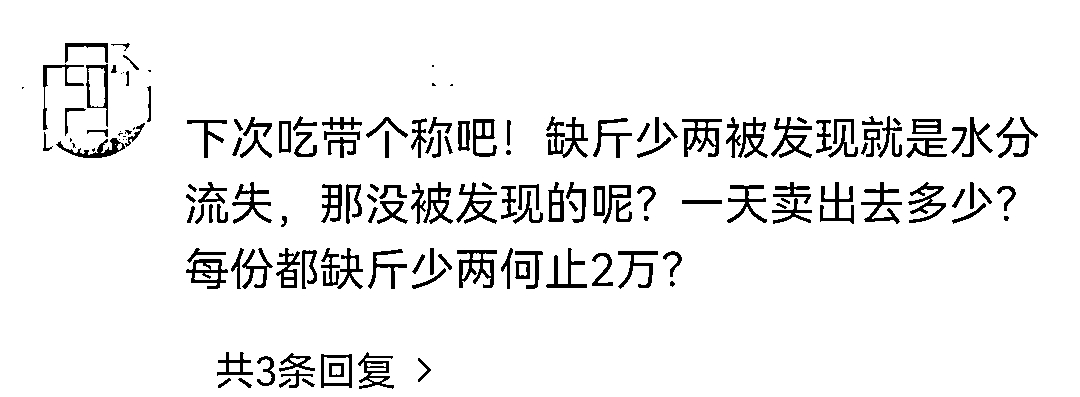 下次吃带个称吧！缺斤少两被发现就是水分
流失，那没被发现的呢？一天卖出去多少？
每份都缺斤少两何止2万？
共3条回复 >